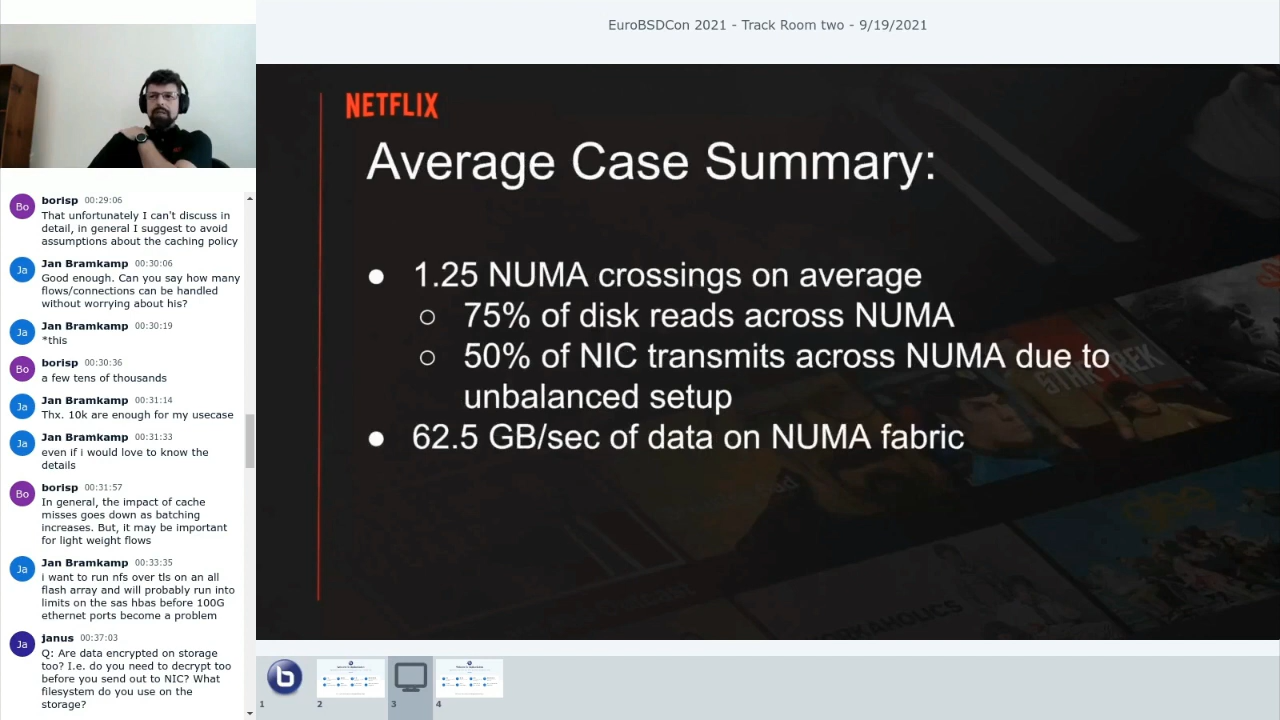 EuroBSDCon 2021 - Track Room two - 9/19/2021
NETFLIX
Average Case Summary:
● 1.25 NUMA crossings on average
○ 75% of disk reads across NUMA
○ 50% of NIC transmits across NUMA due to
unbalanced setup
● 62.5 GB/sec of data on NUMA fabric
STAR TREK
Bo
borisp 00:29:06
That unfortunately I can't discuss in
detail, in general I suggest to avoid
assumptions about the caching policy
Ja
Jan Bramkamp 00:30:06
Good enough. Can you say how many
flows/connections can be handled
without worrying about his?
Ja
Jan Bramkamp 00:30:19
*this
Bo
borisp 00:30:36
a few tens of thousands
Ja
Jan Bramkamp 00:31:14
Thx. 10k are enough for my usecase
Ja
Jan Bramkamp 00:31:33
even if i would love to know the
details
Bo
borisp 00:31:57
In general, the impact of cache
misses goes down as batching
increases. But, it may be important
for light weight flows
Ja
Jan Bramkamp 00:33:35
i want to run nfs over tls on an all
flash array and will probably run into
limits on the sas hbas before 100G
ethernet ports become a problem
Ja
janus 00:37:03
Q: Are data encrypted on storage
too? I.e. do you need to decrypt too
before you send out to NIC? What
filesystem do you use on the
storage?
b
1
2
3
4